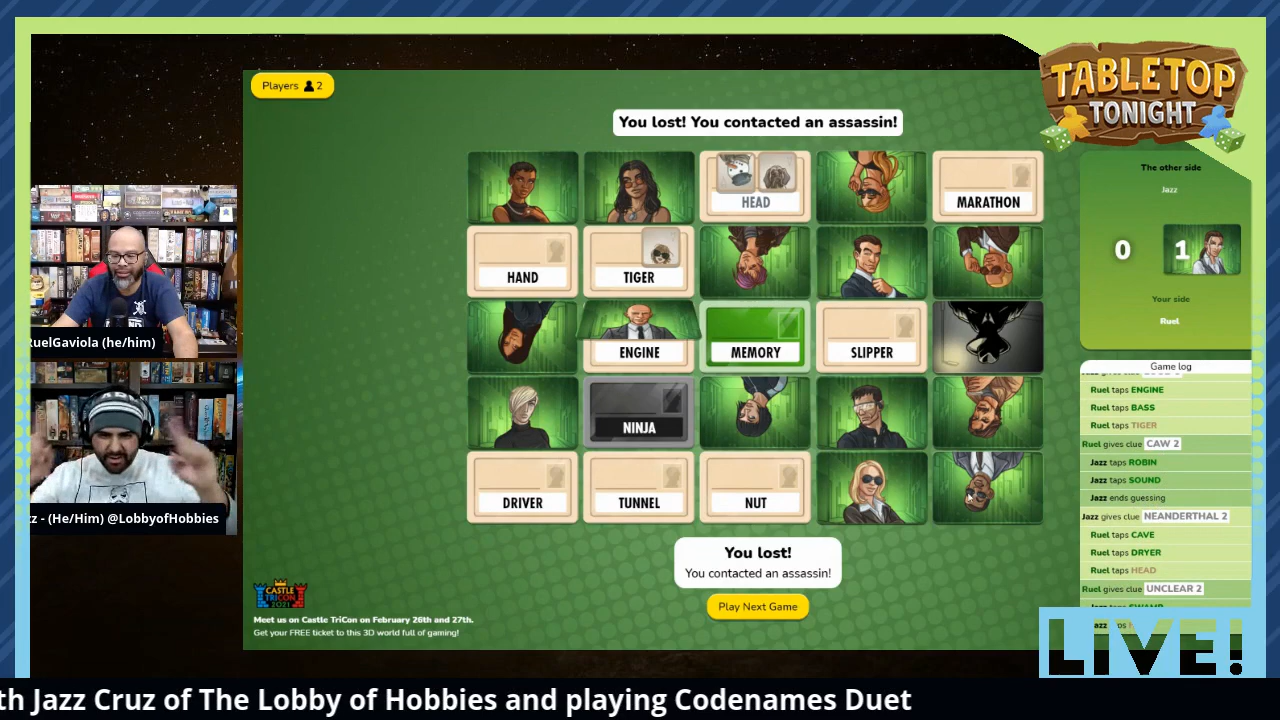 TABLETOP
TONIGHT
Players 2
You lost! You contacted an assassin!
HEAD
MARATHON
HAND
TIGER
ENGINE
MEMORY
SLIPPER
NINJA
DRIVER
TUNNEL
NUT
The other side
Jazz
0 1
Your side
Ruel
Game log
Ruel taps ENGINE
Ruel taps BASS
Ruel taps TIGER
Ruel gives clue CAW 2
Jazz taps ROBIN
Jazz taps SOUND
Jazz ends guessing
Jazz gives clue NEANDERTHAL 2
Ruel taps CAVE
Ruel taps DRYER
Ruel taps HEAD
Ruel gives clue UNCLEAR 2
RuelGaviola (he/him)
z - (He/Him) @LobbyofHobbies
You lost!
You contacted an assassin!
Play Next Game
CASTLE
TRICON
2021
Meet us on Castle TriCon on February 26th and 27th.
Get your FREE ticket to this 3D world full of gaming!
LIVE!
th Jazz Cruz of The Lobby of Hobbies and playing Codenames Duet